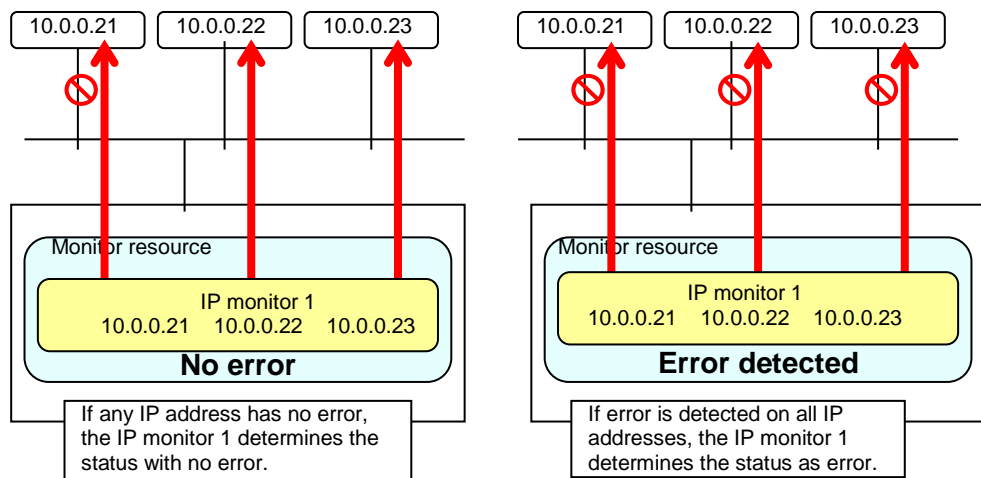 10.0.0.21 10.0.0.22 10.0.0.23
Monitor resource
IP monitor 1
10.0.0.21 10.0.0.22 10.0.0.23
No error
If any IP address has no error,
the IP monitor 1 determines the
status with no error.
10.0.0.21 10.0.0.22 10.0.0.23
Monitor resource
IP monitor 1
10.0.0.21 10.0.0.22 10.0.0.23
Error detected
If error is detected on all IP
addresses, the IP monitor 1
determines the status as error.